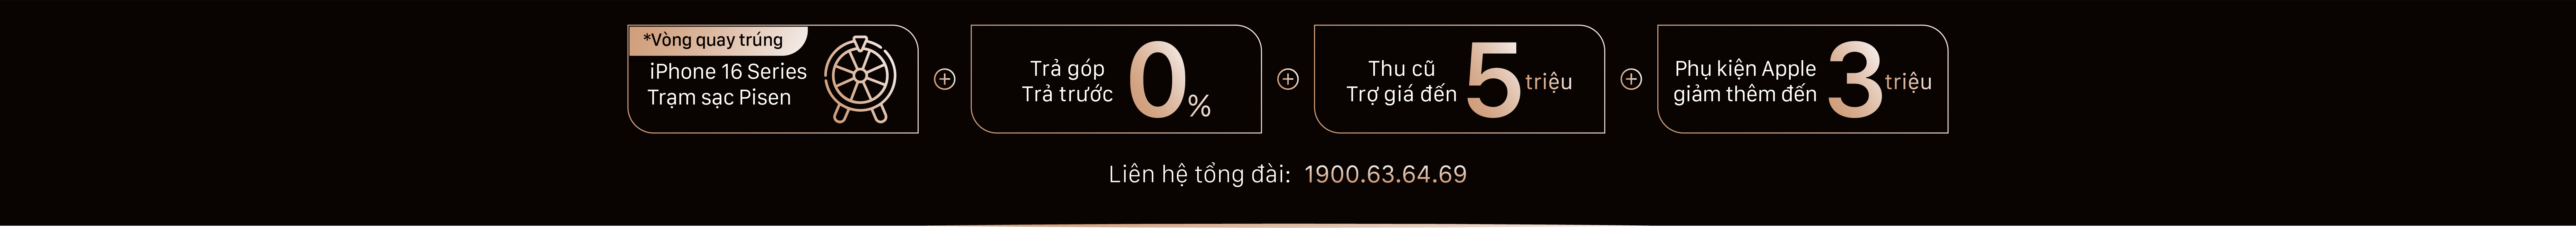 *Vòng quay trúng
iPhone 16 Series
Trạm sạc Pisen
Trả góp
Trả trước
0%
Thu cũ
Trợ giá đến
5 triệu
Phụ kiện Apple
giảm thêm đến
3 triệu
Liên hệ tổng đài: 1900.63.64.69